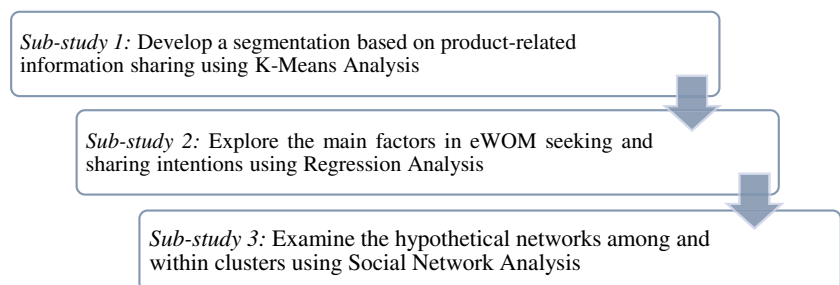 Sub-study 1: Develop a segmentation based on product-related
information sharing using K-Means Analysis
Sub-study 2: Explore the main factors in eWOM seeking and
sharing intentions using Regression Analysis
Sub-study 3: Examine the hypothetical networks among and
within clusters using Social Network Analysis